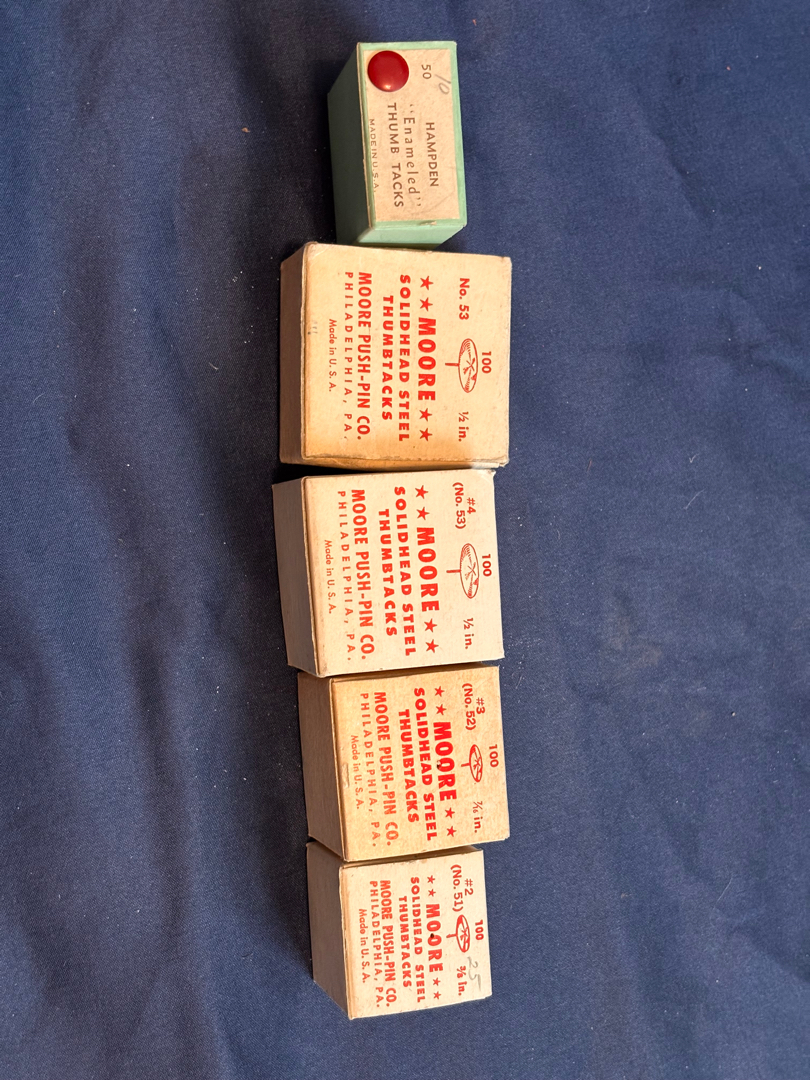 50 10
HAMPDEN
"Enameled"
THUMB TACKS
MADE IN U.S.A.
100
No. 53 ½ in.
★ ★ MOORE ★ ★
SOLIDHEAD STEEL
THUMBTACKS
MOORE PUSH-PIN CO.
PHILADELPHIA, PA.
Made in U. S. A.
100
#4
(No. 53) ½ in.
★ ★ MOORE ★ ★
SOLIDHEAD STEEL
THUMBTACKS
MOORE PUSH-PIN CO.
PHILADELPHIA, PA.
Made in U. S. A.
100
#3
(No. 52) 7/16 in.
★ ★ MOORE ★ ★
SOLIDHEAD STEEL
THUMBTACKS
MOORE PUSH-PIN CO.
PHILADELPHIA, PA.
Made in U. S. A.
100 25
#2
(No. 51) ⅜ in.
★ ★ MOORE ★ ★
SOLIDHEAD STEEL
THUMBTACKS
MOORE PUSH-PIN CO.
PHILADELPHIA, PA.
Made in U. S. A.